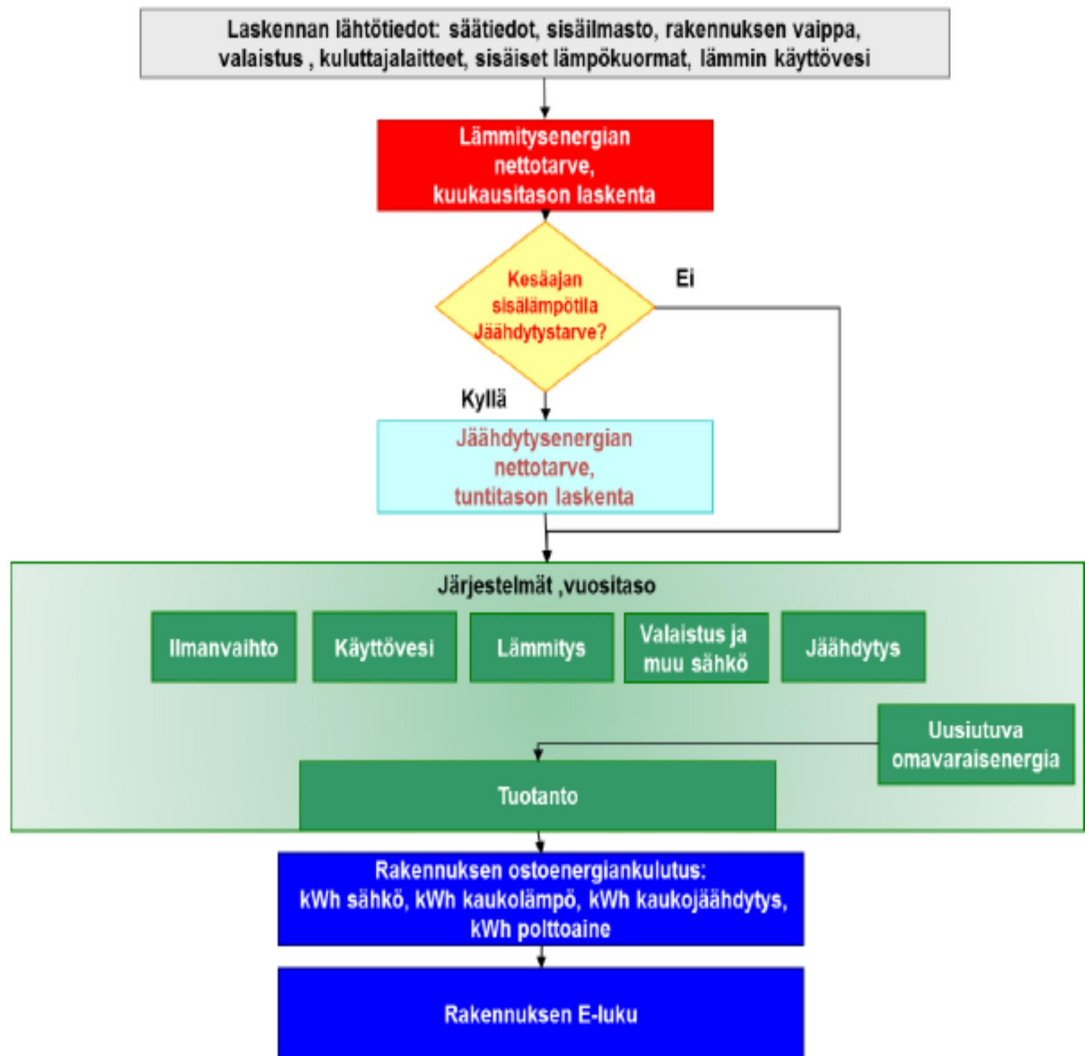 Laskennan lähtötiedot: säätiedot, sisäilmasto, rakennuksen vaippa,
valaistus , kuluttajalaitteet, sisäiset lämpökuormat, lämmin käyttövesi
Lämmitysenergian
nettotarve,
kuukausitason laskenta
Kesäajan
sisälämpötila
Jäähdytystarve?
Ei
Kyllä
Jäähdytysenergian
nettotarve,
tuntitason laskenta
Järjestelmät ,vuositaso
Ilmanvaihto
Käyttövesi
Lämmitys
Valaistus ja
muu sähkö
Jäähdytys
Uusiutuva
omavaraisenergia
Tuotanto
Rakennuksen ostoenergiankulutus:
kWh sähkö, kWh kaukolämpö, kWh kaukojäähdytys,
kWh polttoaine
Rakennuksen E-luku